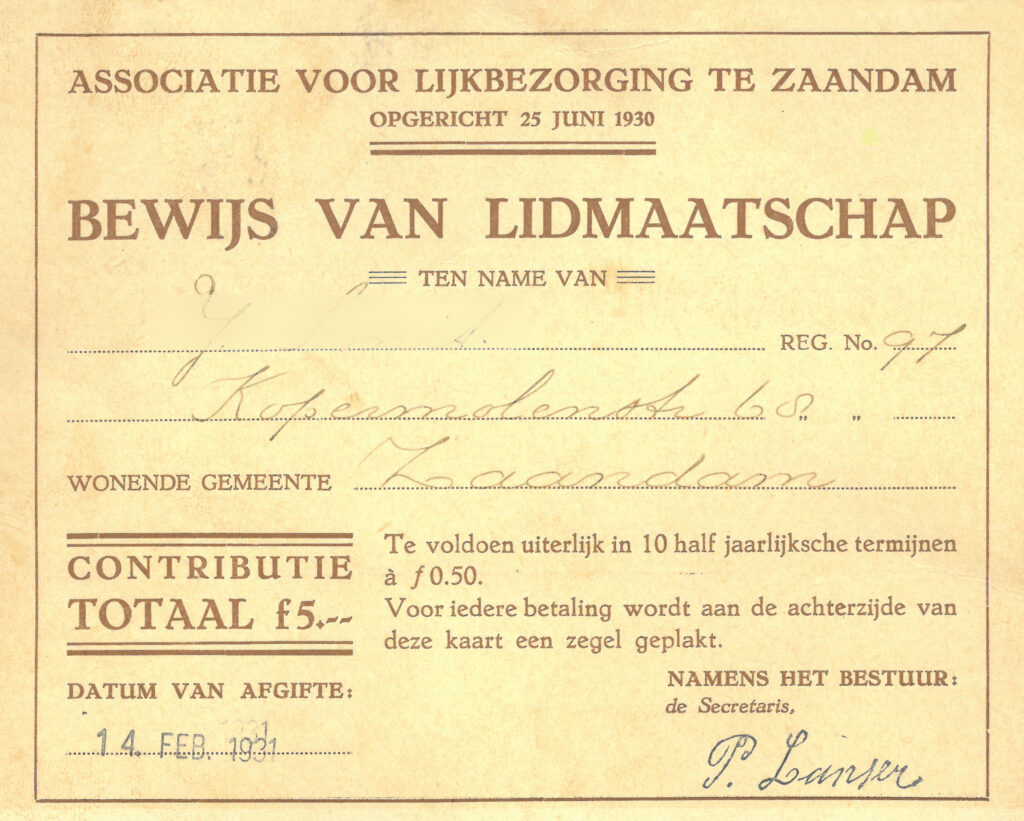 ASSOCIATIE VOOR LIJKBEZORGING TE ZAANDAM
OPGERICHT 25 JUNI 1930
BEWIJS VAN LIDMAATSCHAP
TEN NAME VAN
J. REG. No. 97
Kopermolenstr. 68 „ „
WONENDE GEMEENTE Zaandam
CONTRIBUTIE
TOTAAL f5.--
Te voldoen uiterlijk in 10 half jaarlijksche termijnen
à f 0.50.
Voor iedere betaling wordt aan de achterzijde van
deze kaart een zegel geplakt.
DATUM VAN AFGIFTE:
14. FEB. 1931
NAMENS HET BESTUUR:
de Secretaris,
P. Lanser